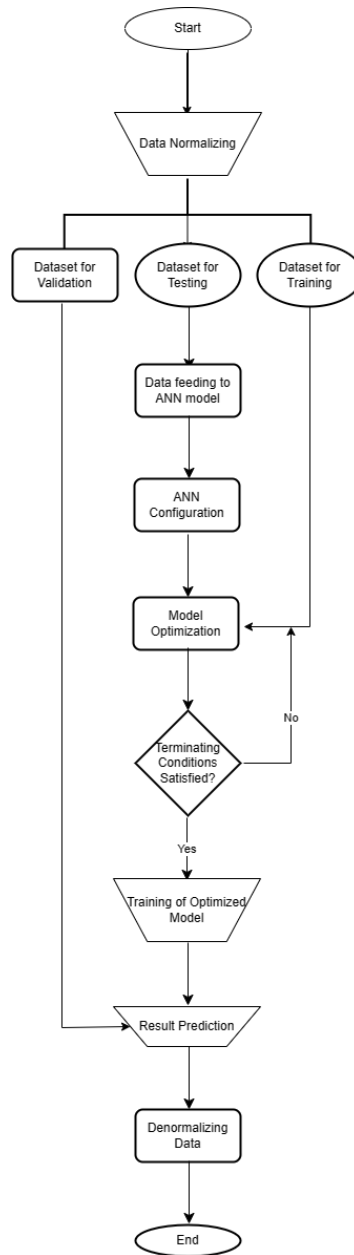 Start
Data Normalizing
Dataset for
Validation
Dataset for
Testing
Dataset for
Training
Data feeding to
ANN model
ANN
Configuration
Model
Optimization
No
Terminating
Conditions
Satisfied?
Yes
Training of Optimized
Model
Result Prediction
Denormalizing
Data
End